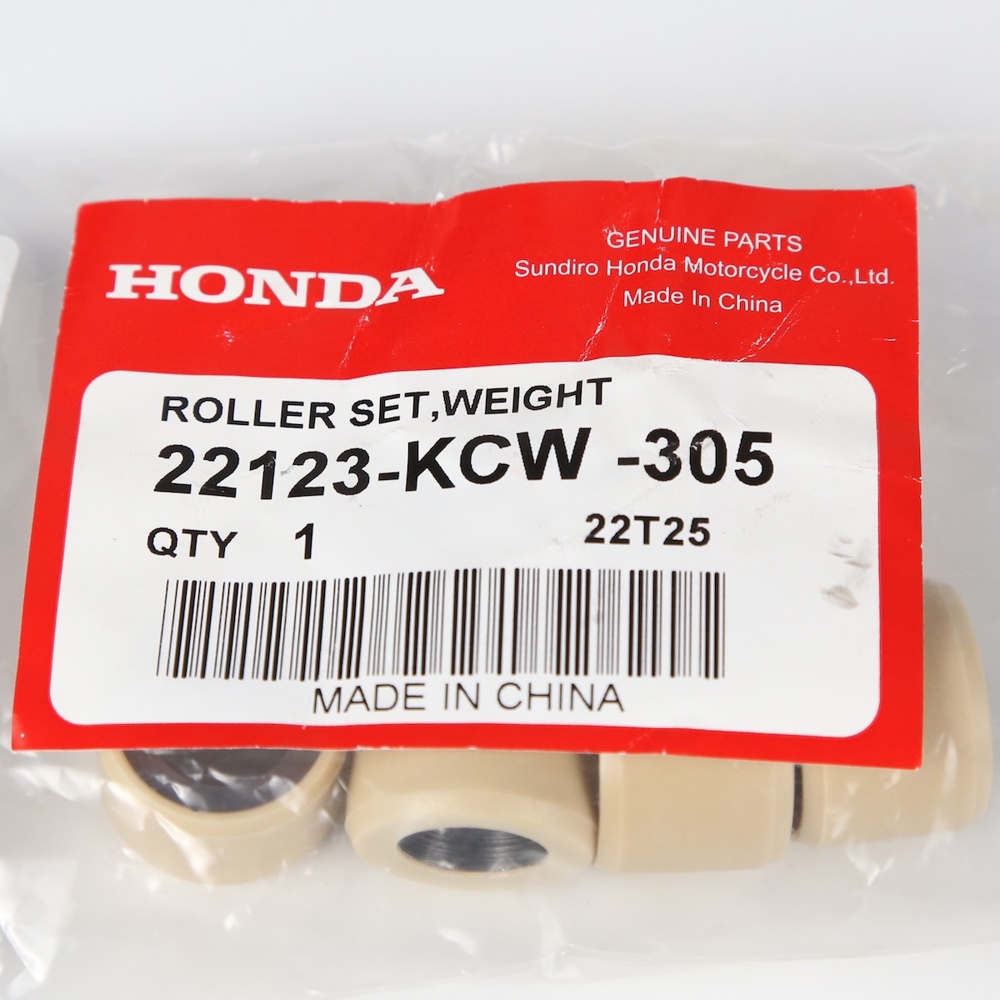 HONDA
GENUINE PARTS
Sundiro Honda Motorcycle Co.,Ltd.
Made In China
ROLLER SET,WEIGHT
22123-KCW -305
QTY 1 22T25
MADE IN CHINA